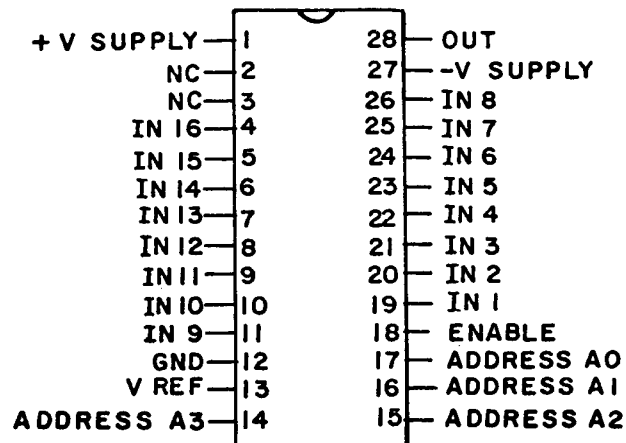 + V SUPPLY 1 28 OUT
NC 2 27 -V SUPPLY
NC 3 26 IN 8
IN 16 4 25 IN 7
IN 15 5 24 IN 6
IN 14 6 23 IN 5
IN 13 7 22 IN 4
IN 12 8 21 IN 3
IN 11 9 20 IN 2
IN 10 10 19 IN 1
IN 9 11 18 ENABLE
GND 12 17 ADDRESS A0
V REF 13 16 ADDRESS A1
ADDRESS A3 14 15 ADDRESS A2